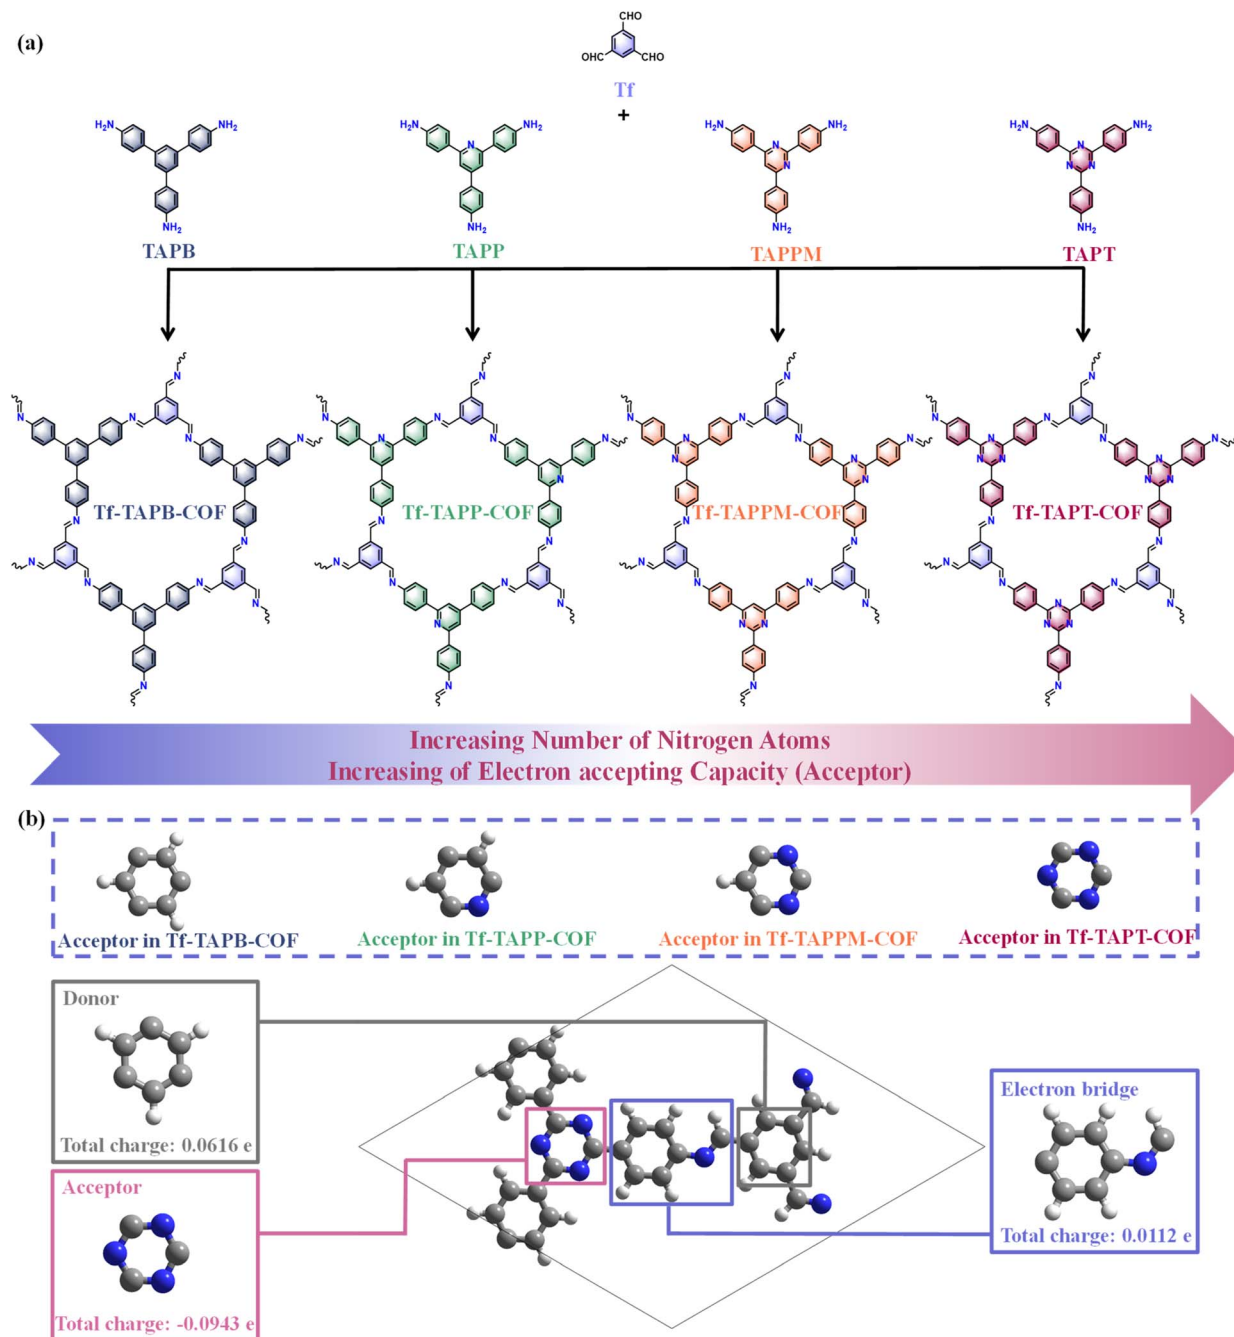 (a)
CHO
OHC
CHO
Tf
+
H₂N
NH₂
NH₂
TAPB
H₂N
N
NH₂
NH₂
TAPP
H₂N
N
N
NH₂
NH₂
TAPPM
H₂N
N
N
N
NH₂
NH₂
TAPT
Tf-TAPB-COF
Tf-TAPP-COF
Tf-TAPPM-COF
Tf-TAPT-COF
Increasing Number of Nitrogen Atoms
Increasing of Electron accepting Capacity (Acceptor)
(b)
Acceptor in Tf-TAPB-COF
Acceptor in Tf-TAPP-COF
Acceptor in Tf-TAPPM-COF
Acceptor in Tf-TAPT-COF
Donor
Total charge: 0.0616 e
Acceptor
Total charge: -0.0943 e
Electron bridge
Total charge: 0.0112 e